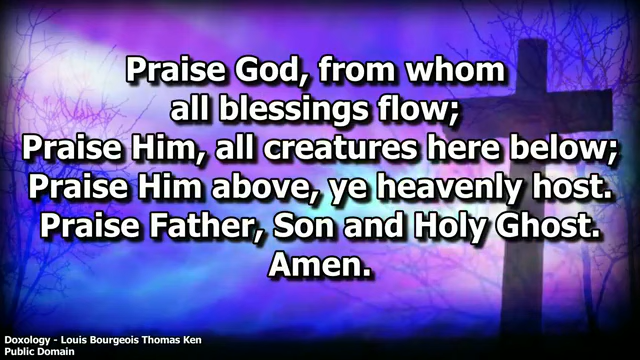 Praise God, from whom
all blessings flow;
Praise Him, all creatures here below;
Praise Him above, ye heavenly host.
Praise Father, Son and Holy Ghost.
Amen.
Doxology - Louis Bourgeois Thomas Ken
Public Domain